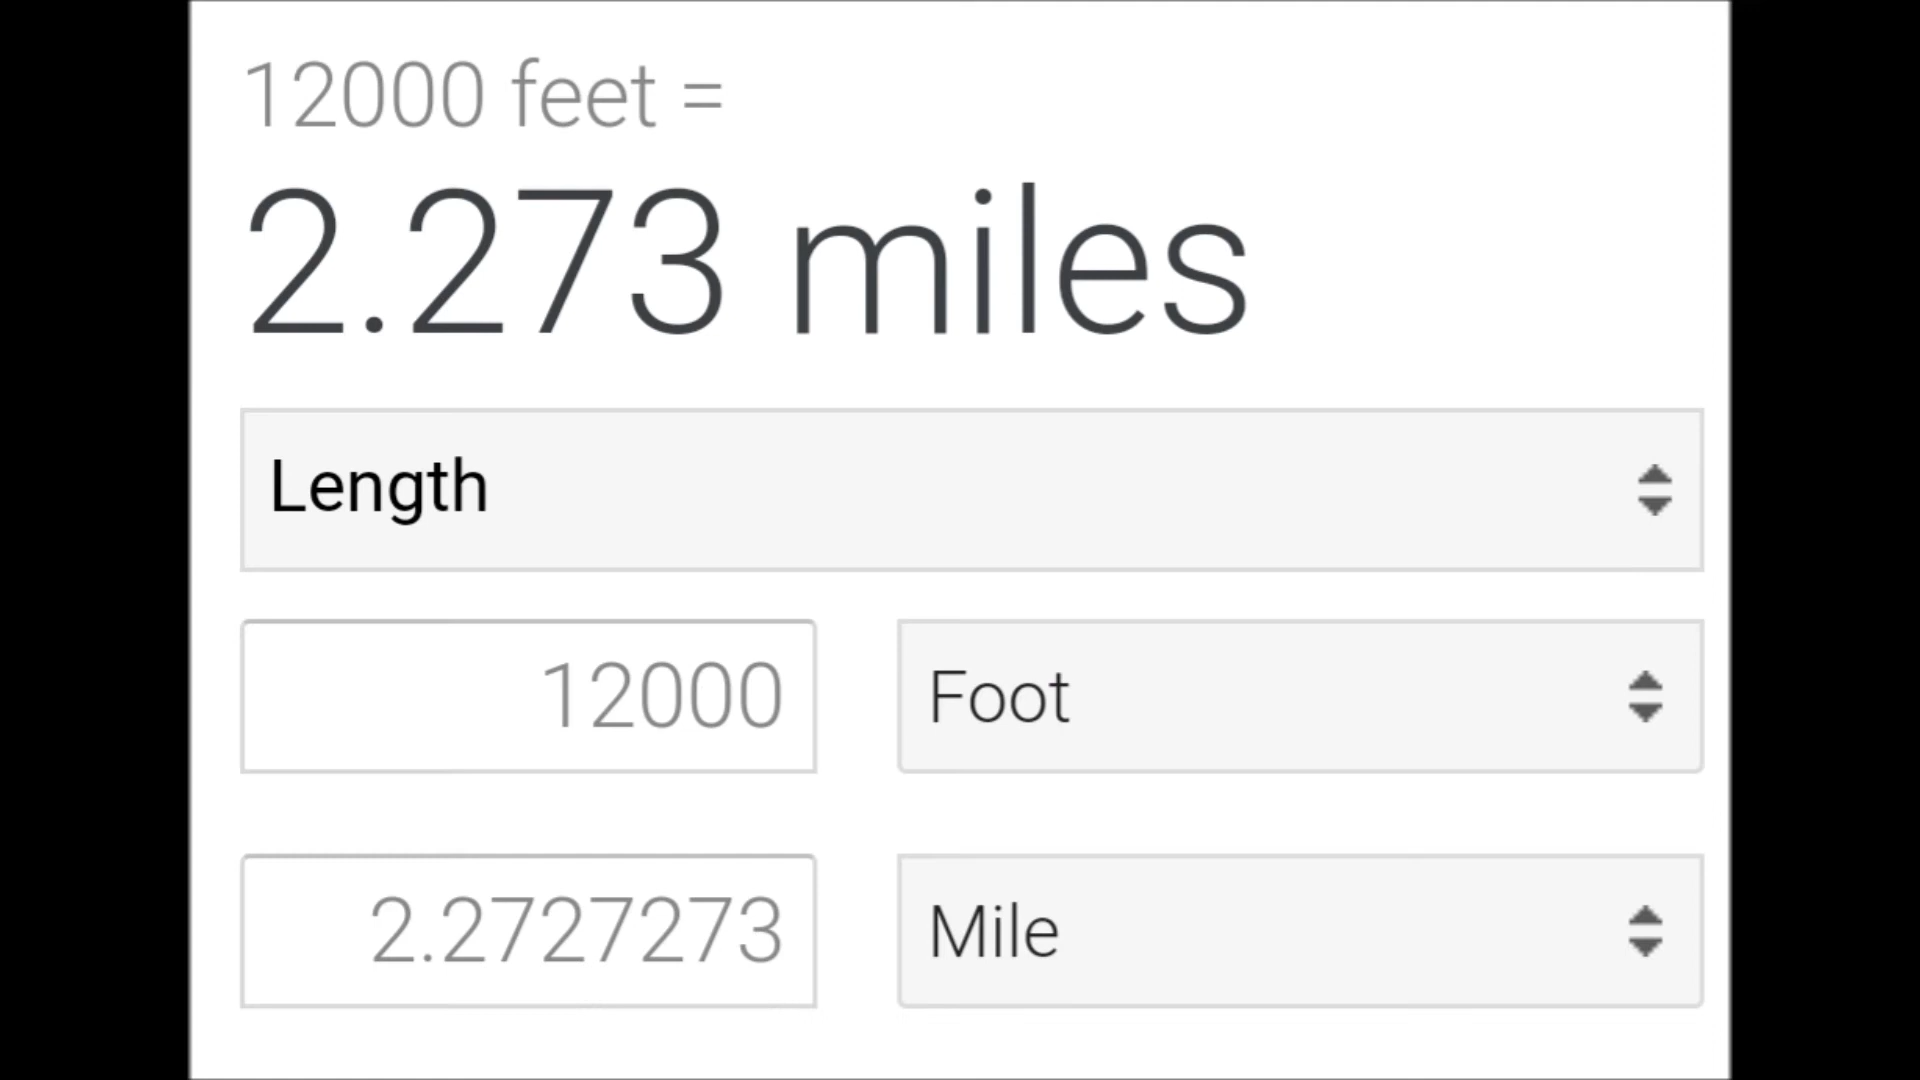 12000 feet =
2.273 miles
Length
12000 Foot
2.2727273 Mile